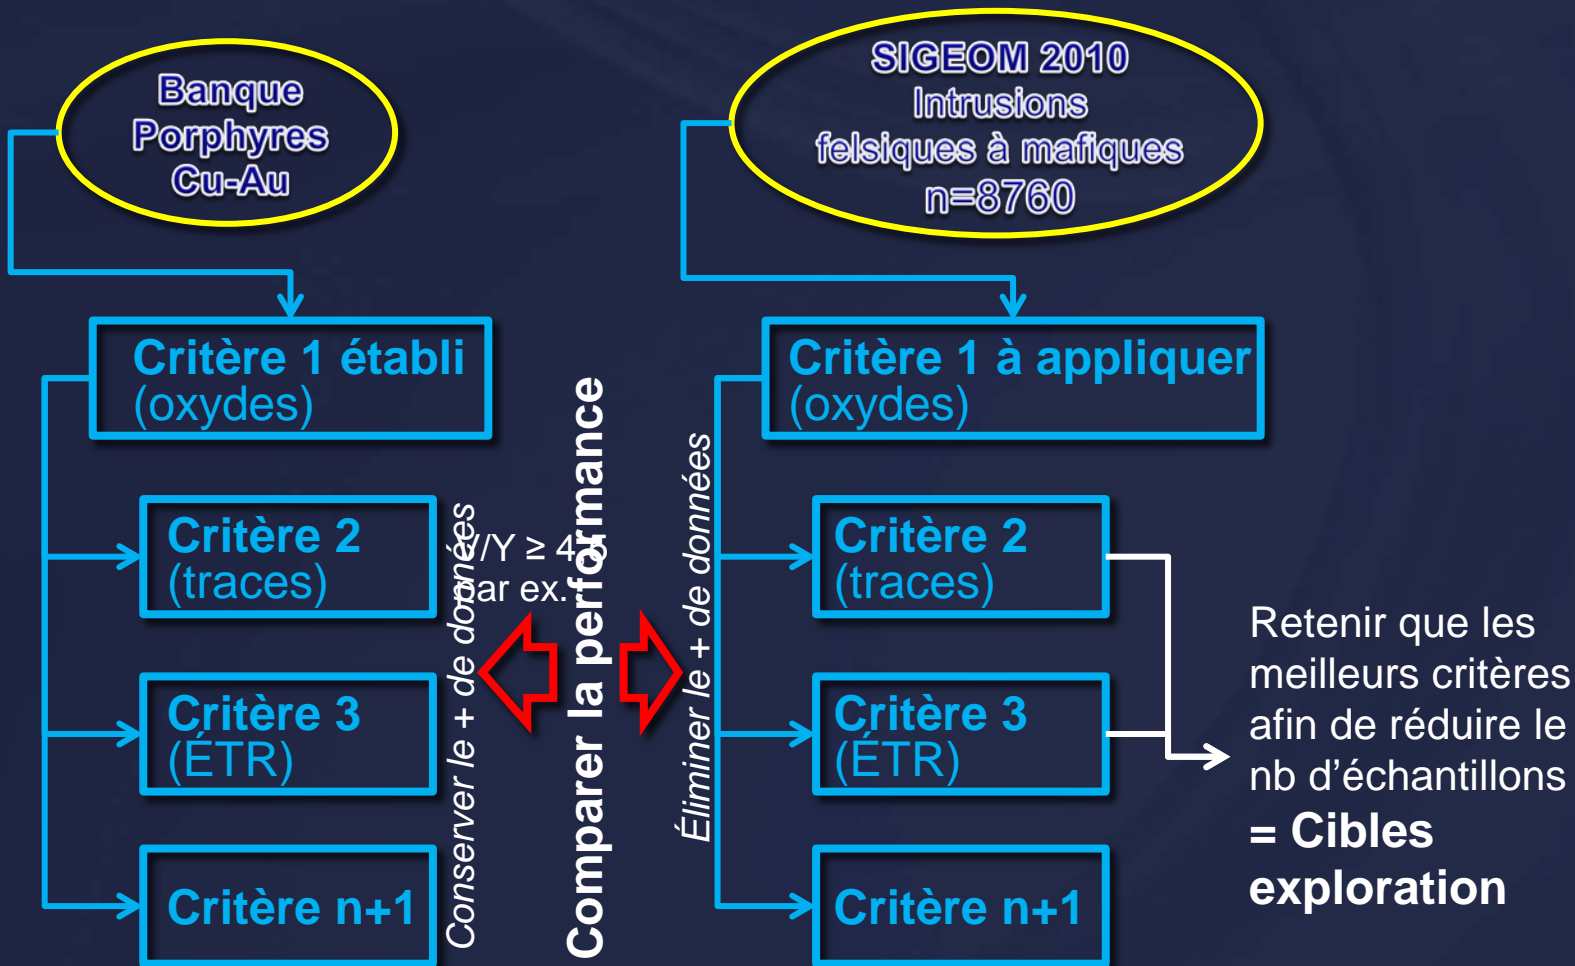 Banque
Porphyres
Cu-Au
SIGEOM 2010
Intrusions
felsiques à mafiques
n=8760
Critère 1 établi
(oxydes)
Critère 2
(traces)
Critère 3
(ÉTR)
Critère n+1
Conserver le + de données
par ex.
Comparer la performance
Éliminer le + de données
Critère 1 à appliquer
(oxydes)
Critère 2
(traces)
Critère 3
(ÉTR)
Critère n+1
Retenir que les
meilleurs critères
afin de réduire le
nb d’échantillons
= Cibles
exploration